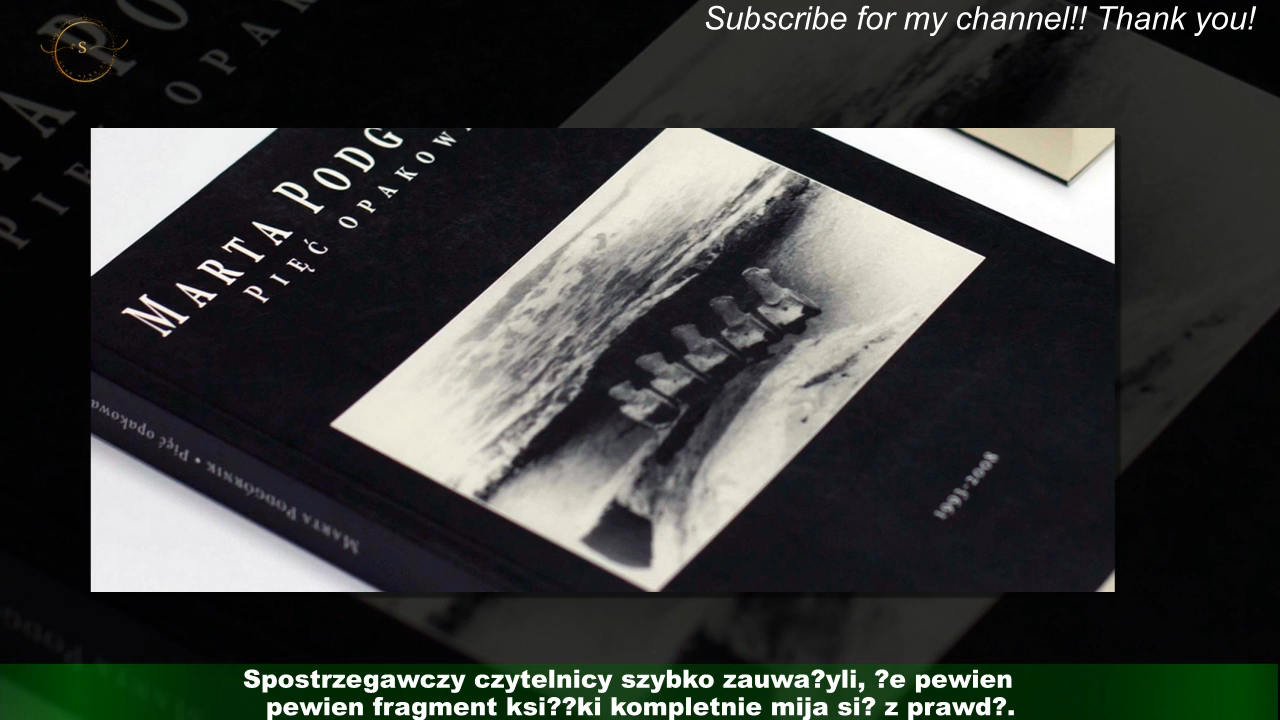 Subscribe for my channel!! Thank you!
S
MARTA PODG
PIĘĆ OPAKOWA
Marta Podgórnik • Pięć opakowa
1993-2008
Spostrzegawczy czytelnicy szybko zauwa?yli, ?e pewien
pewien fragment ksi??ki kompletnie mija si? z prawd?.